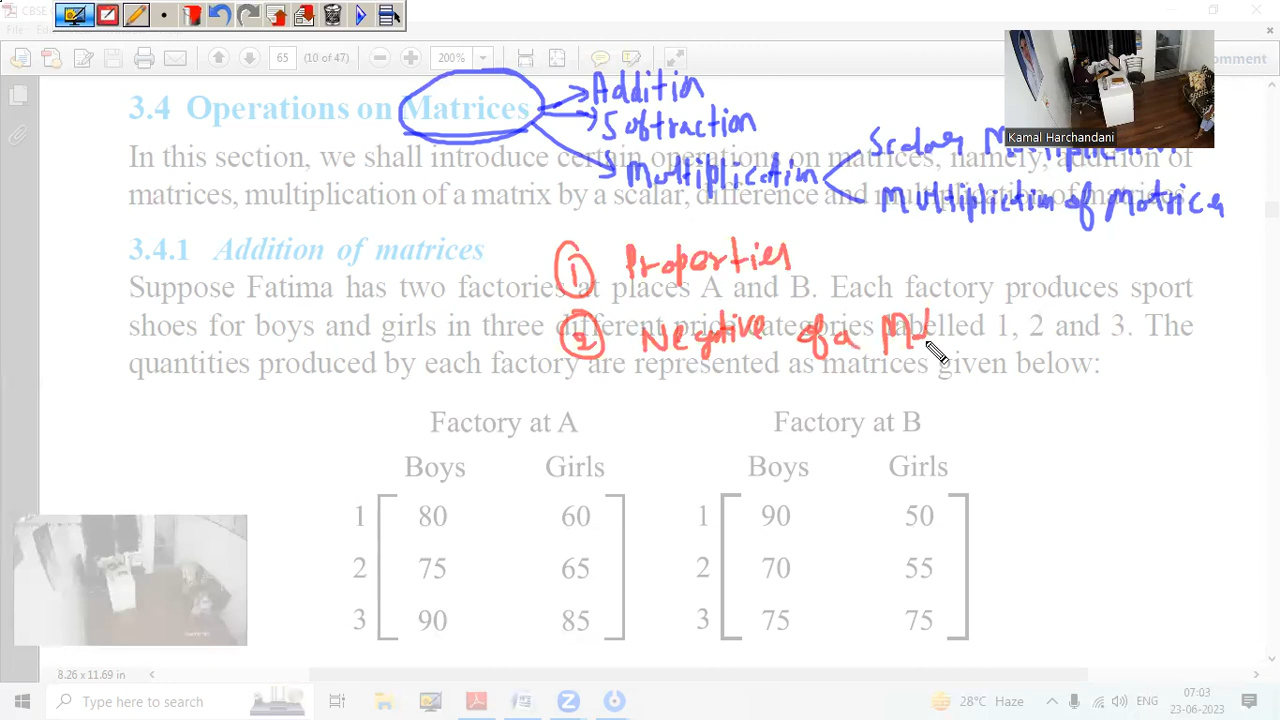 CBSE
File
65
(10 of 47)
200%
Comment
Kamal Harchandani
3.4 Operations on Matrices
Addition
Sobtraction
Multiplication
Scalar
Multiplictim of Matrices
In this section, we shall introduce certain operations on matrices, namely, addition of
matrices, multiplication of a matrix by a scalar, difference and multiplication of matrices.
3.4.1 Addition of matrices
1 Properties
Suppose Fatima has two factories at places A and B. Each factory produces sport
shoes for boys and girls in three different price categories labelled 1, 2 and 3. The
2 Negative of a
quantities produced by each factory are represented as matrices given below:
Factory at A Factory at B
Boys Girls Boys Girls
1 80 60 1 90 50
2 75 65 2 70 55
3 90 85 3 75 75
8.26 x 11.69 in
Type here to search
28°C Haze
ENG
07:03
23-06-2023